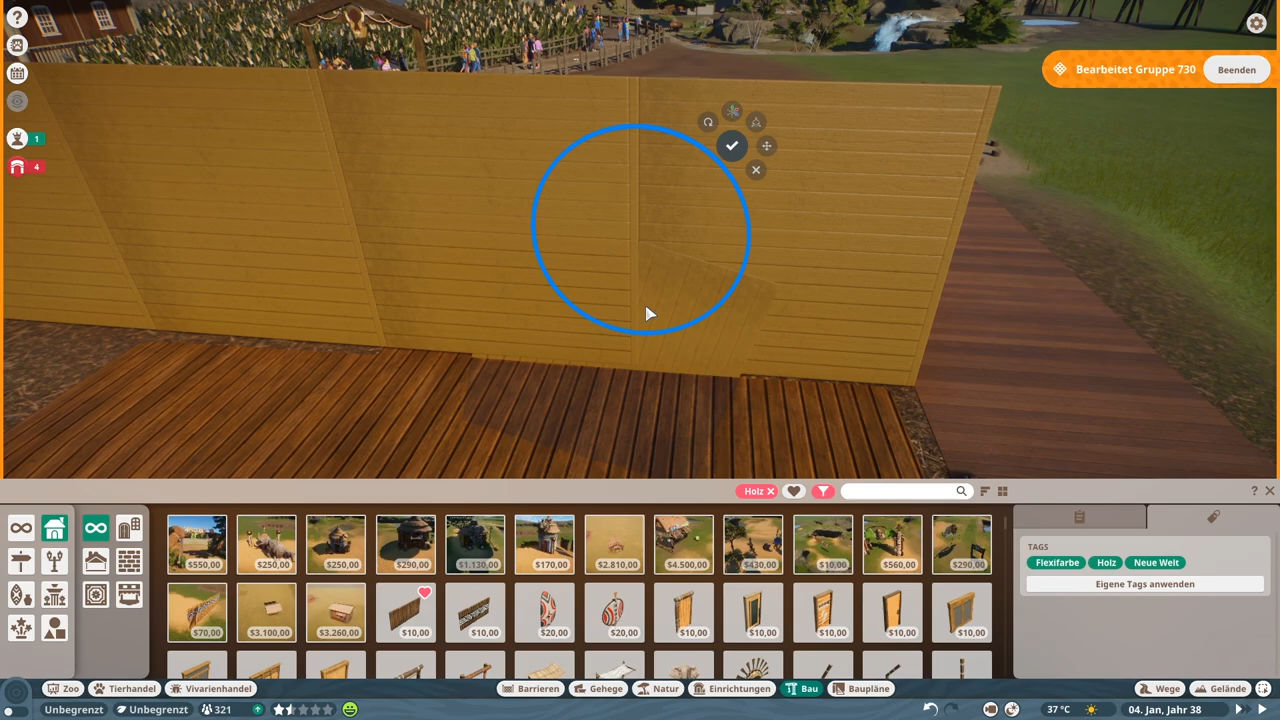 ?
Bearbeitet Gruppe 730
Beenden
1
4
Holz ×
? ×
$550,00 $250,00 $250,00 $290,00 $1.130,00 $170,00 $2.810,00 $4.500,00 $430,00 $10,00 $560,00 $290,00
$70,00 $3.100,00 $3.260,00 $10,00 $10,00 $20,00 $20,00 $10,00 $10,00 $10,00 $10,00 $10,00
TAGS
Flexifarbe Holz Neue Welt
Eigene Tags anwenden
Zoo Tierhandel Vivarienhandel Barrieren Gehege Natur Einrichtungen Bau Baupläne Wege Gelände
Unbegrenzt Unbegrenzt 321 37 °C 04. Jan, Jahr 38